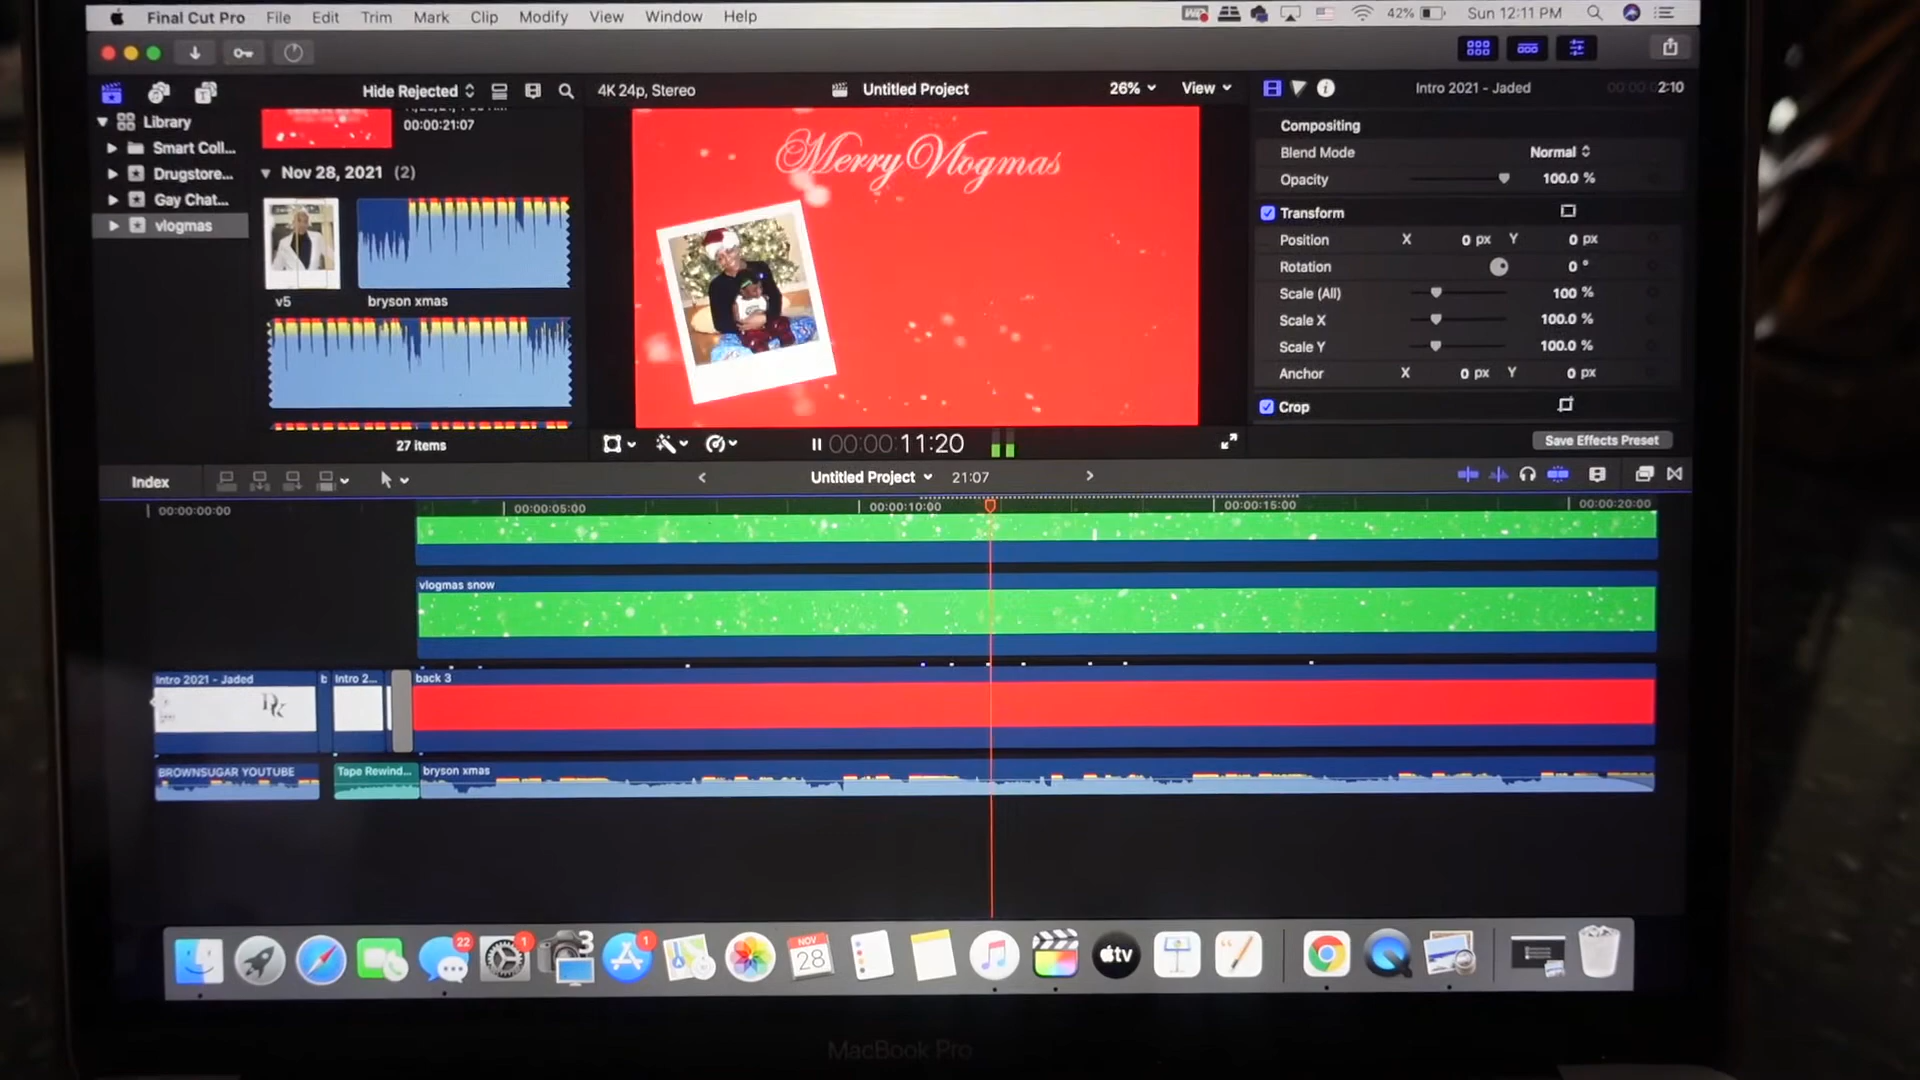 Final Cut Pro File Edit Trim Mark Clip Modify View Window Help 42% Sun 12:11 PM
Hide Rejected 4K 24p, Stereo Untitled Project 26% View Intro 2021 - Jaded 2:10
Library
Smart Coll...
Drugstore...
Gay Chat...
vlogmas
00:00:21:07
Nov 28, 2021 (2)
v5
bryson xmas
27 items
Merry Vlogmas
00:00:11:20
Compositing
Blend Mode Normal
Opacity 100.0 %
Transform
Position X 0 px Y 0 px
Rotation 0 °
Scale (All) 100 %
Scale X 100.0 %
Scale Y 100.0 %
Anchor X 0 px Y 0 px
Crop
Save Effects Preset
Index Untitled Project 21:07
00:00:00:00 00:00:05:00 00:00:10:00 00:00:15:00 00:00:20:00
vlogmas snow
Intro 2021 - Jaded b Intro 2... back 3
BROWNSUGAR YOUTUBE Tape Rewind... bryson xmas
22 1 3 1 NOV 28 tv
MacBook Pro